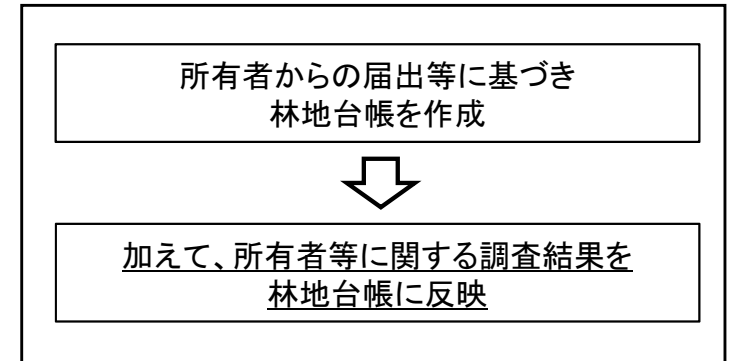 所有者からの届出等に基づき
林地台帳を作成
加えて、所有者等に関する調査結果を
林地台帳に反映